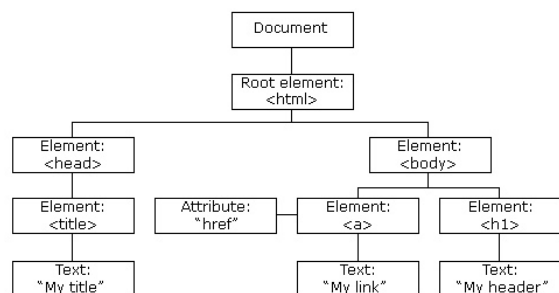 Document
Root element:
<html>
Element:
<head>
Element:
<body>
Element:
<title>
Attribute:
“href”
Element:
<a>
Element:
<h1>
Text:
“My title”
Text:
“My link”
Text:
“My header”